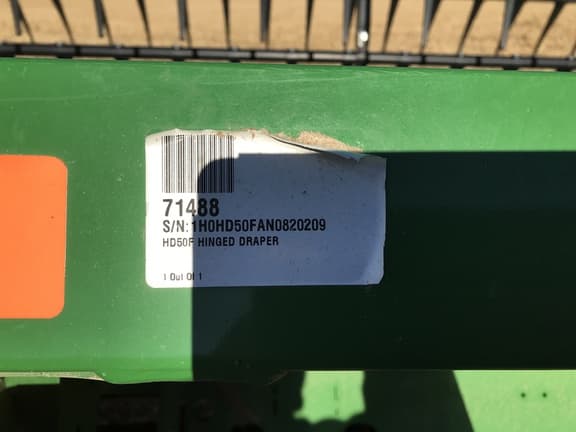 71488
S/N: 1H0HD50FAN0820209
HD50F HINGED DRAPER
1 Out Of 1